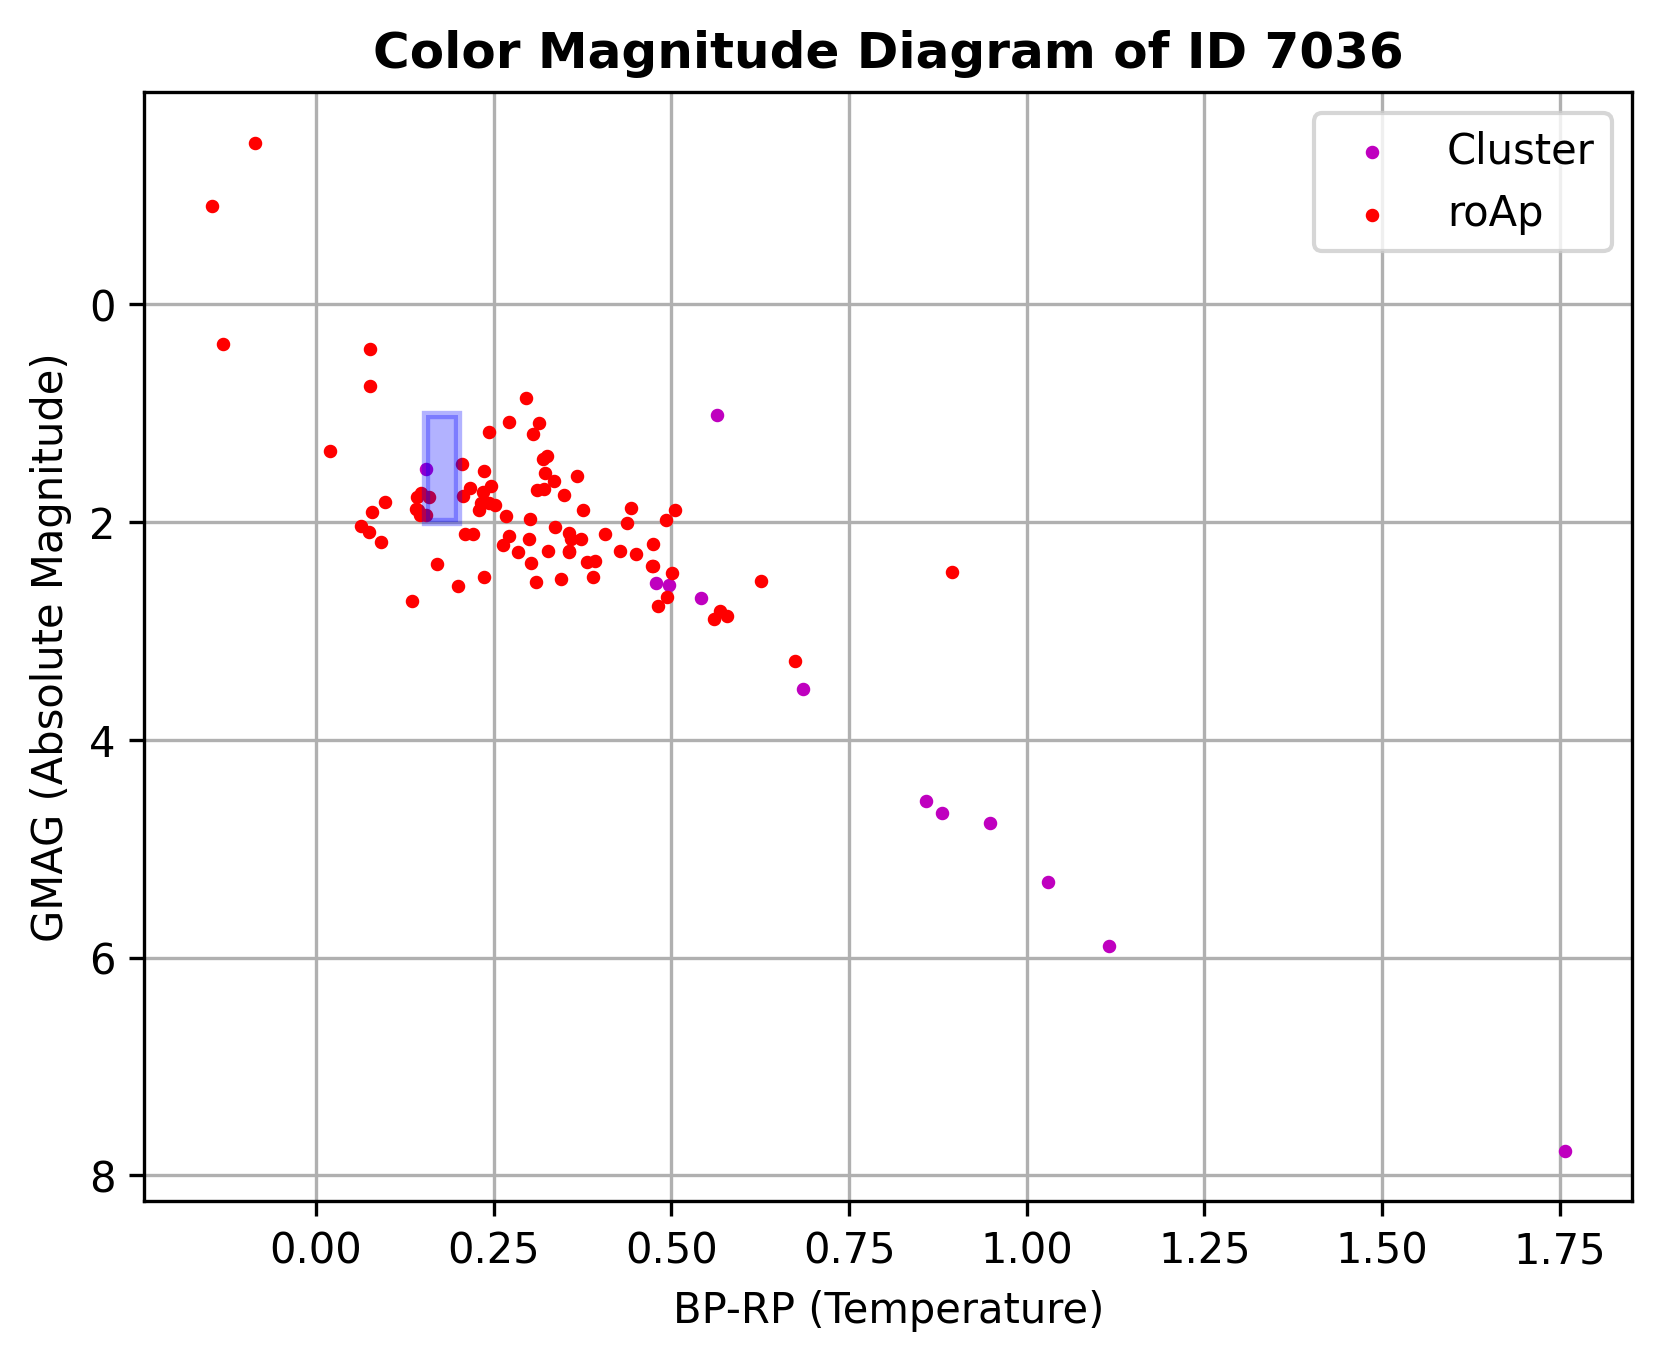 Color Magnitude Diagram of ID 7036
Cluster
roAp
GMAG (Absolute Magnitude)
0
2
4
6
8
0.00 0.25 0.50 0.75 1.00 1.25 1.50 1.75
BP-RP (Temperature)